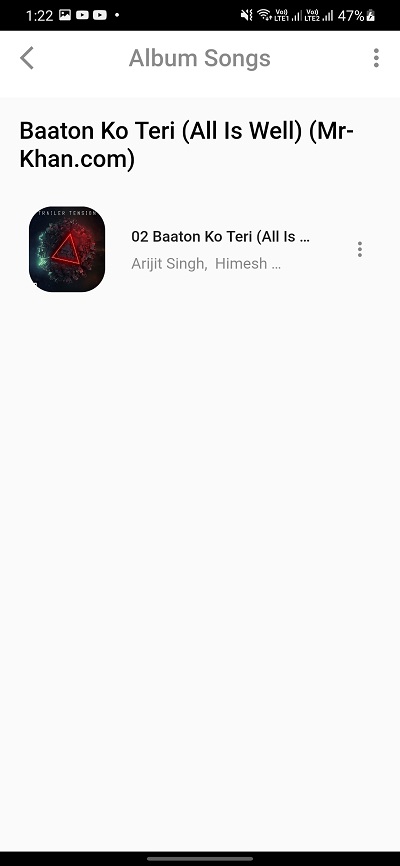 1:22 Vo) LTE1 Vo) LTE2 47%
Album Songs
Baaton Ko Teri (All Is Well) (Mr-
Khan.com)
TRAILER TENSION
02 Baaton Ko Teri (All Is ...
Arijit Singh,  Himesh ...